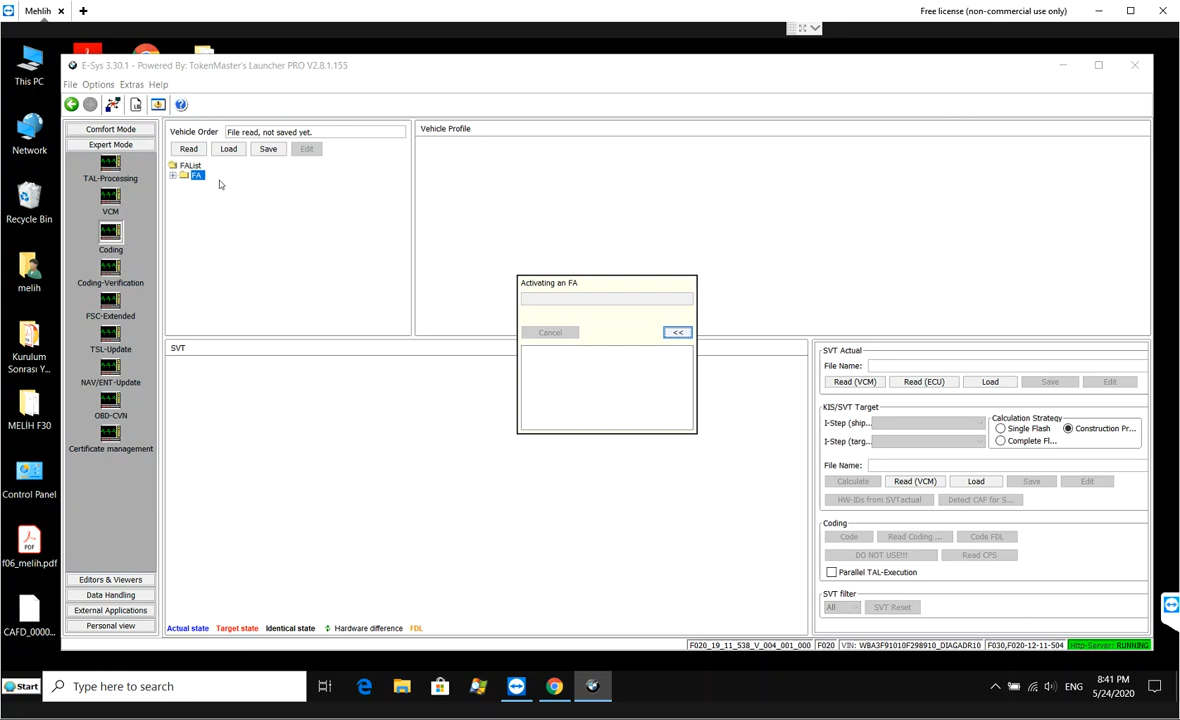 Mehlih
Free license (non-commercial use only)
E-Sys 3.30.1 - Powered By: TokenMaster's Launcher PRO V2.8.1.155
This PC
File Options Extras Help
Comfort Mode
Vehicle Order File read, not saved yet.
Vehicle Profile
Expert Mode
Read Load Save Edit
Network
FAList
FA
TAL-Processing
VCM
Recycle Bin
Coding
Coding-Verification
Activating an FA
melih
FSC-Extended
Cancel <<
TSL-Update
SVT
SVT Actual
Kurulum
Sonrası Y...
File Name:
NAV/ENT-Update
Read (VCM) Read (ECU) Load Save Edit
KIS/SVT Target
OBD-CVN
I-Step (ship...
Calculation Strategy
Single Flash Construction Pr...
MELİH F30
I-Step (targ...
Complete Fl...
Certificate management
File Name:
Calculate Read (VCM) Load Save Edit
Control Panel
HW-IDs from SVTactual Detect CAF for S...
Coding
Code Read Coding ... Code FDL
DO NOT USE!!! Read CPS
PDF
f06_melih.pdf
Parallel TAL-Execution
Editors & Viewers
Data Handling
SVT filter
External Applications
All SVT Reset
Personal view
CAFD_0000...
Actual state Target state Identical state Hardware difference FDL
F020_19_11_538_V_004_001_000 F020 VIN: WBA3F91010F298910_DIAGADR10 F030,F020-12-11-504 Http-Server: RUNNING
Start Type here to search
ENG
8:41 PM
5/24/2020